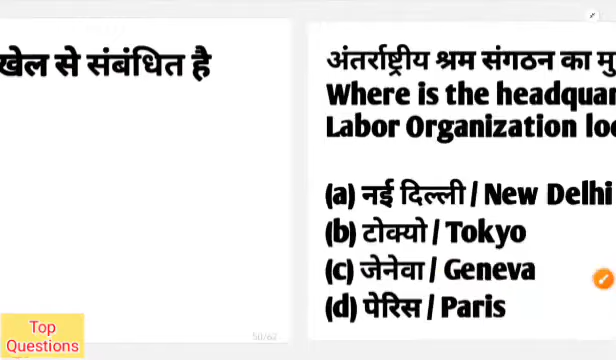 खेल से संबंधित है
Top
Questions
50/62
अंतर्राष्ट्रीय श्रम संगठन का मु
Where is the headquar
Labor Organization loc
(a) नई दिल्ली / New Delhi
(b) टोक्यो / Tokyo
(c) जेनेवा / Geneva
(d) पेरिस / Paris